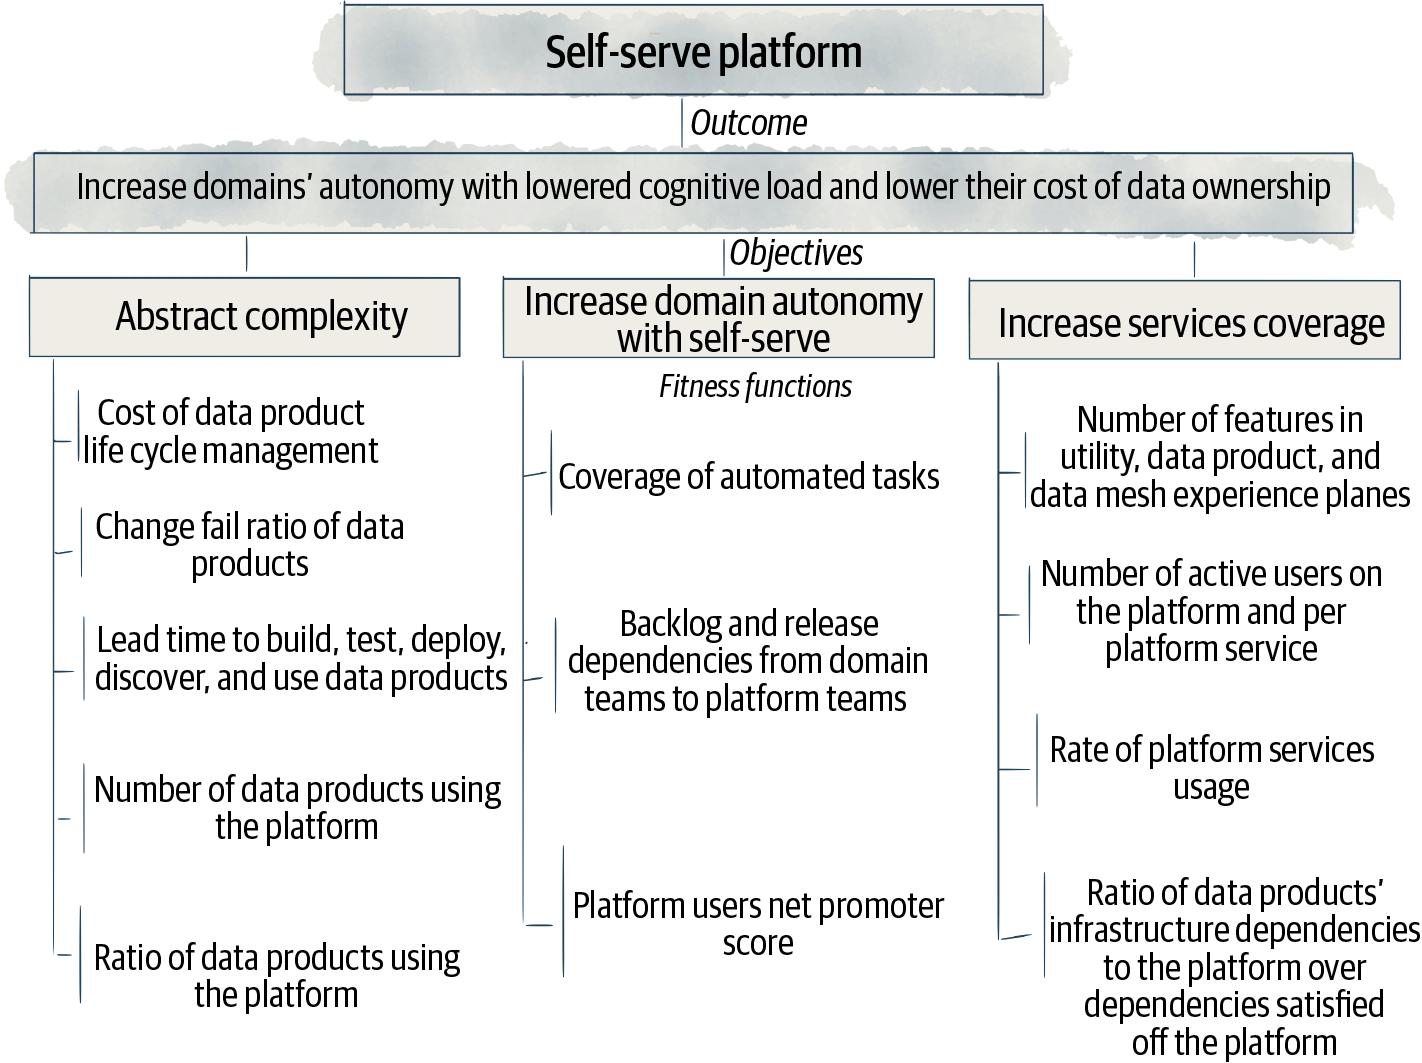 Self-serve platform
Outcome
Increase domains’ autonomy with lowered cognitive load and lower their cost of data ownership
Objectives
Abstract complexity
Increase domain autonomy
with self-serve
Increase services coverage
Fitness functions
Cost of data product
life cycle management
Change fail ratio of data
products
Lead time to build, test, deploy,
discover, and use data products
Number of data products using
the platform
Ratio of data products using
the platform
Coverage of automated tasks
Backlog and release
dependencies from domain
teams to platform teams
Platform users net promoter
score
Number of features in
utility, data product, and
data mesh experience planes
Number of active users on
the platform and per
platform service
Rate of platform services
usage
Ratio of data products’
infrastructure dependencies
to the platform over
dependencies satisfied
off the platform